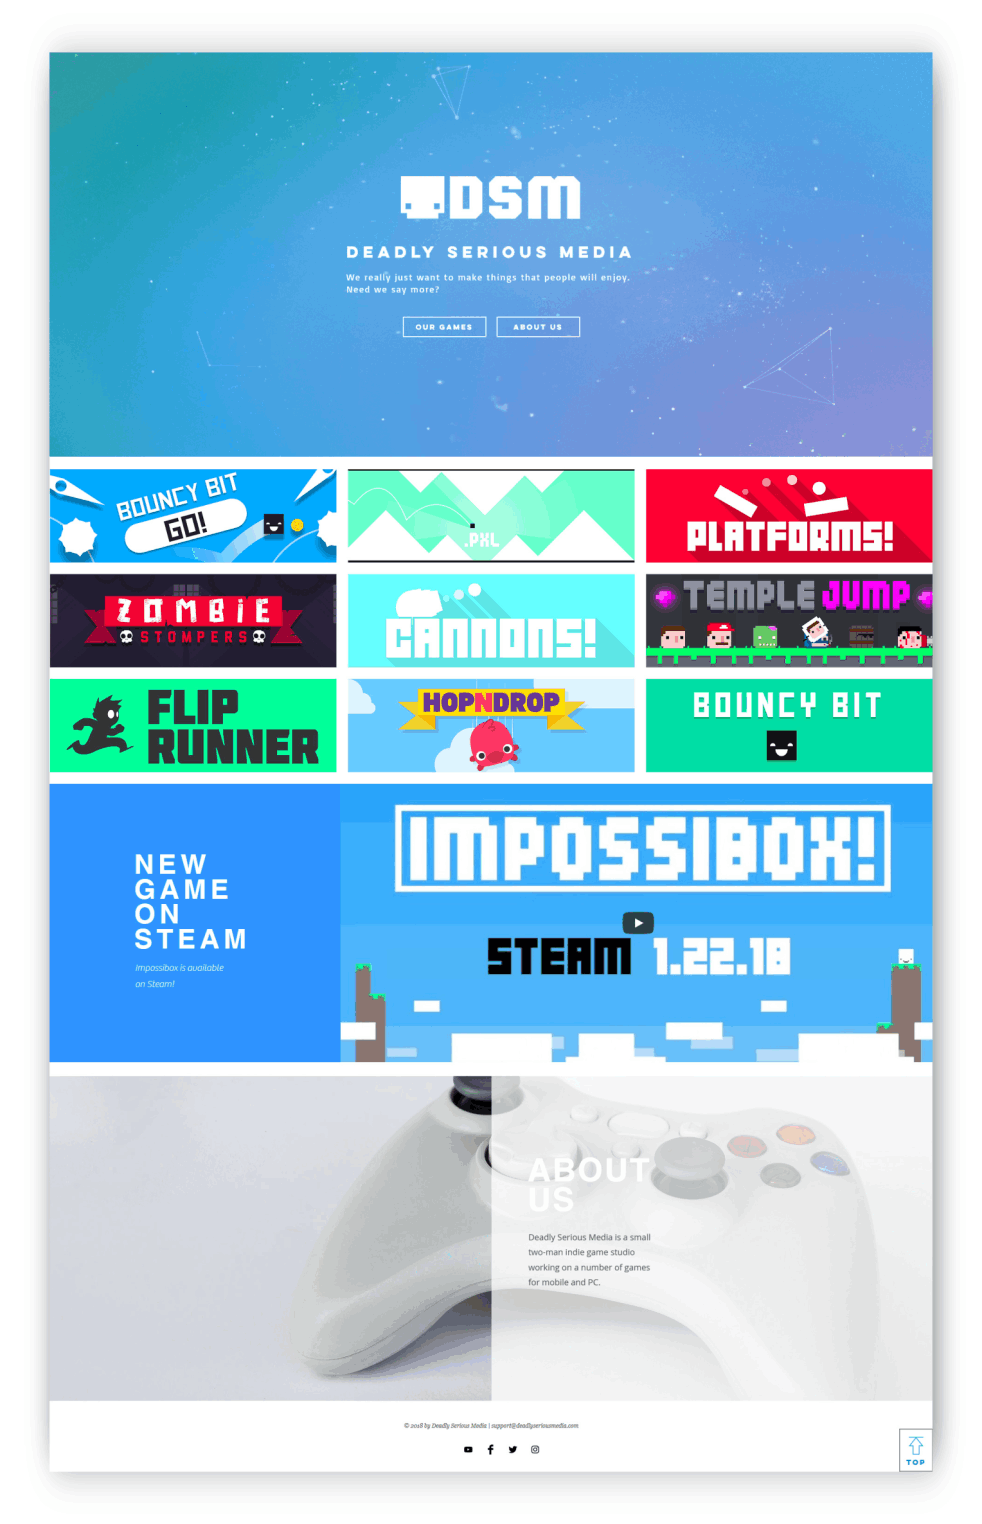 DSM
DEADLY SERIOUS MEDIA
We really just want to make things that people will enjoy.
Need we say more?
OUR GAMES
ABOUT US
BOUNCY BIT
GO!
.PXL
PLATFORMS!
ZOMBIE
STOMPERS
CANNONS!
TEMPLE JUMP
FLIP
RUNNER
HOPNDROP
BOUNCY BIT
NEW
GAME
ON
STEAM
Impossibox is available
on Steam!
IMPOSSIBOX!
STEAM 1.22.18
ABOUT
US
Deadly Serious Media is a small
two-man indie game studio
working on a number of games
for mobile and PC.
© 2018 by Deadly Serious Media | support@deadlyseriousmedia.com
TOP